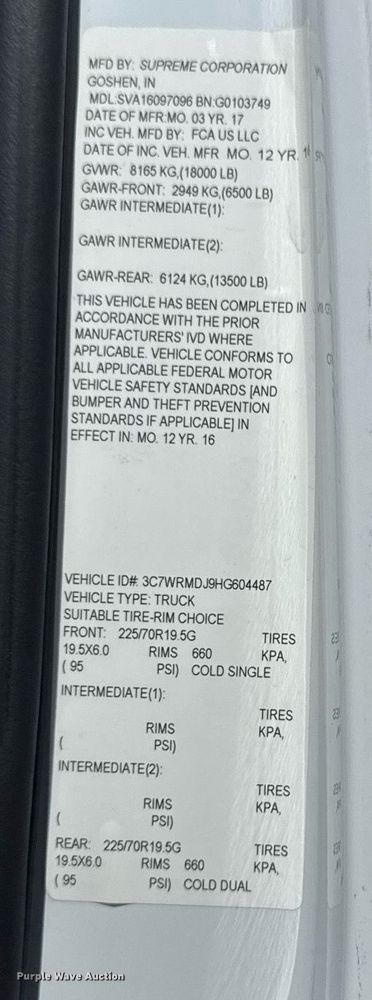 MFD BY: SUPREME CORPORATION
GOSHEN, IN
MDL:SVA16097096 BN:G0103749
DATE OF MFR:MO. 03 YR. 17
INC VEH. MFD BY: FCA US LLC
DATE OF INC. VEH. MFR MO. 12 YR.
GVWR: 8165 KG,(18000 LB)
GAWR-FRONT: 2949 KG,(6500 LB)
GAWR INTERMEDIATE(1):
GAWR INTERMEDIATE(2):
GAWR-REAR: 6124 KG,(13500 LB)
THIS VEHICLE HAS BEEN COMPLETED IN
ACCORDANCE WITH THE PRIOR
MANUFACTURERS' IVD WHERE
APPLICABLE. VEHICLE CONFORMS TO
ALL APPLICABLE FEDERAL MOTOR
VEHICLE SAFETY STANDARDS [AND
BUMPER AND THEFT PREVENTION
STANDARDS IF APPLICABLE] IN
EFFECT IN: MO. 12 YR. 16
VEHICLE ID#: 3C7WRMDJ9HG604487
VEHICLE TYPE: TRUCK
SUITABLE TIRE-RIM CHOICE
FRONT: 225/70R19.5G TIRES
19.5X6.0 RIMS 660 KPA,
( 95 PSI) COLD SINGLE
INTERMEDIATE(1):
TIRES
RIMS KPA,
( PSI)
INTERMEDIATE(2):
TIRES
RIMS KPA,
( PSI)
REAR: 225/70R19.5G TIRES
19.5X6.0 RIMS 660 KPA,
( 95 PSI) COLD DUAL
Purple Wave Auction